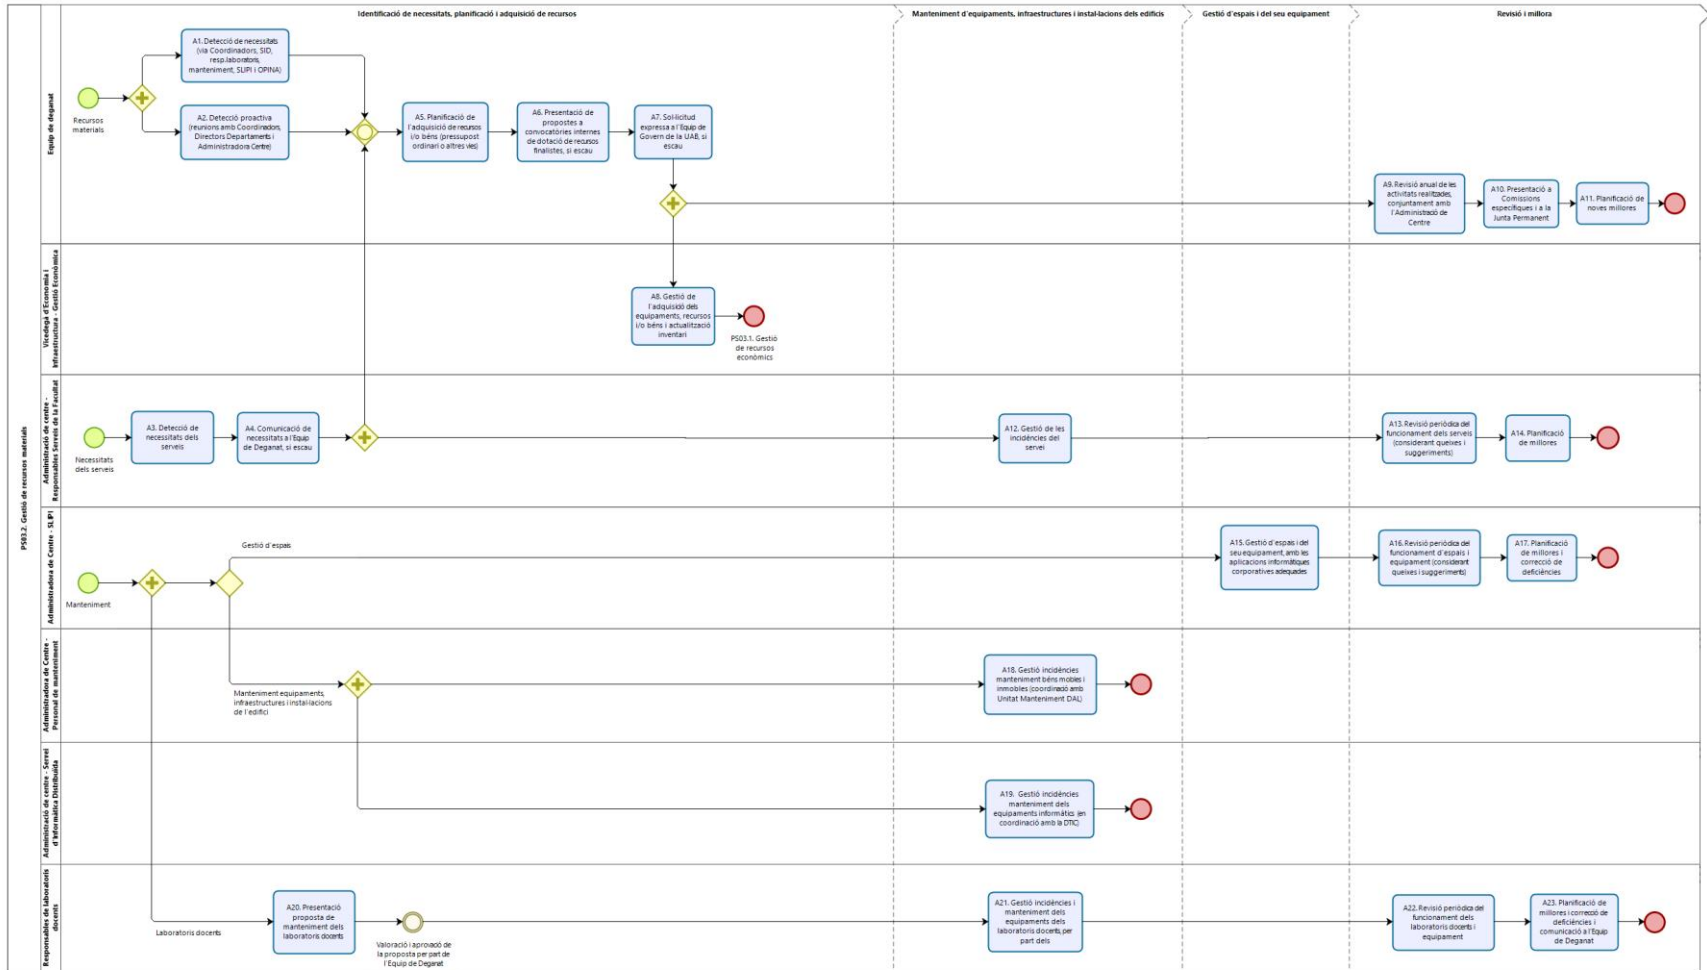 Identificació de necessitats, planificació i adquisició de recursos
Manteniment d'equipaments, infraestructures i instal·lacions dels edificis
Gestió d'espais i del seu equipament
Revisió i millora
PS03.2. Gestió de recursos materials
Equip de deganat
Recursos
materials
A1. Detecció de necessitats
(via Coordinadors, SID,
resp.laboratoris,
manteniment, SLIPI i OPINA)
A2. Detecció proactiva
(reunions amb Coordinadors,
Directors Departaments i
Administradora Centre)
A5. Planificació de
l'adquisició de recursos
i/o béns (pressupost
ordinari o altres vies)
A6. Presentació de
propostes a
convocatòries internes
de dotació de recursos
finalistes, si escau
A7. Sol·licitud
expressa a l'Equip de
Govern de la UAB, si
escau
A9. Revisió anual de les
activitats realitzades,
conjuntament amb
l'Administració de
Centre
A10. Presentació a
Comissions
específiques i a la
Junta Permanent
A11. Planificació de
noves millores
Vicedegà d'Economia i
Infraestructura - Gestió Econòmica
A8. Gestió de
l'adquisició dels
equipaments, recursos
i/o béns i actualització
inventari
PS03.1. Gestió
de recursos
econòmics
Administració de centre -
Responsables Serveis de la Facultat
Necessitats
dels serveis
A3. Detecció de
necessitats dels
serveis
A4. Comunicació de
necessitats a l'Equip
de Deganat, si escau
A12. Gestió de les
incidències del
servei
A13. Revisió periòdica del
funcionament dels serveis
(considerant queixes i
suggeriments)
A14. Planificació
de millores
Administradora de Centre - SLIPI
Manteniment
Gestió d'espais
A15. Gestió d'espais i del
seu equipament, amb les
aplicacions informàtiques
corporatives adequades
A16. Revisió periòdica del
funcionament d'espais i
equipament (considerant
queixes i suggeriments)
A17. Planificació
de millores i
correcció de
deficiències
Administradora de Centre -
Personal de manteniment
Manteniment equipaments,
infraestructures i instal·lacions
de l'edifici
A18. Gestió incidències
manteniment béns mobles i
inmobles (coordinació amb
Unitat Manteniment DAL)
Administració de centre - Servei
d'Informàtica Distribuïda
A19. Gestió incidències
manteniment dels
equipaments informàtics (en
coordinació amb la DTIC)
Responsables de laboratoris
docents
Laboratoris docents
A20. Presentació
proposta de
manteniment dels
laboratoris docents
Valoració i aprovació de
la proposta per part de
l'Equip de Deganat
A21. Gestió incidències i
manteniment dels
equipaments dels
laboratoris docents, per
part dels
A22. Revisió periòdica del
funcionament dels
laboratoris docents i
equipament
A23. Planificació de
millores i correcció de
deficiències i
comunicació a l'Equip
de Deganat